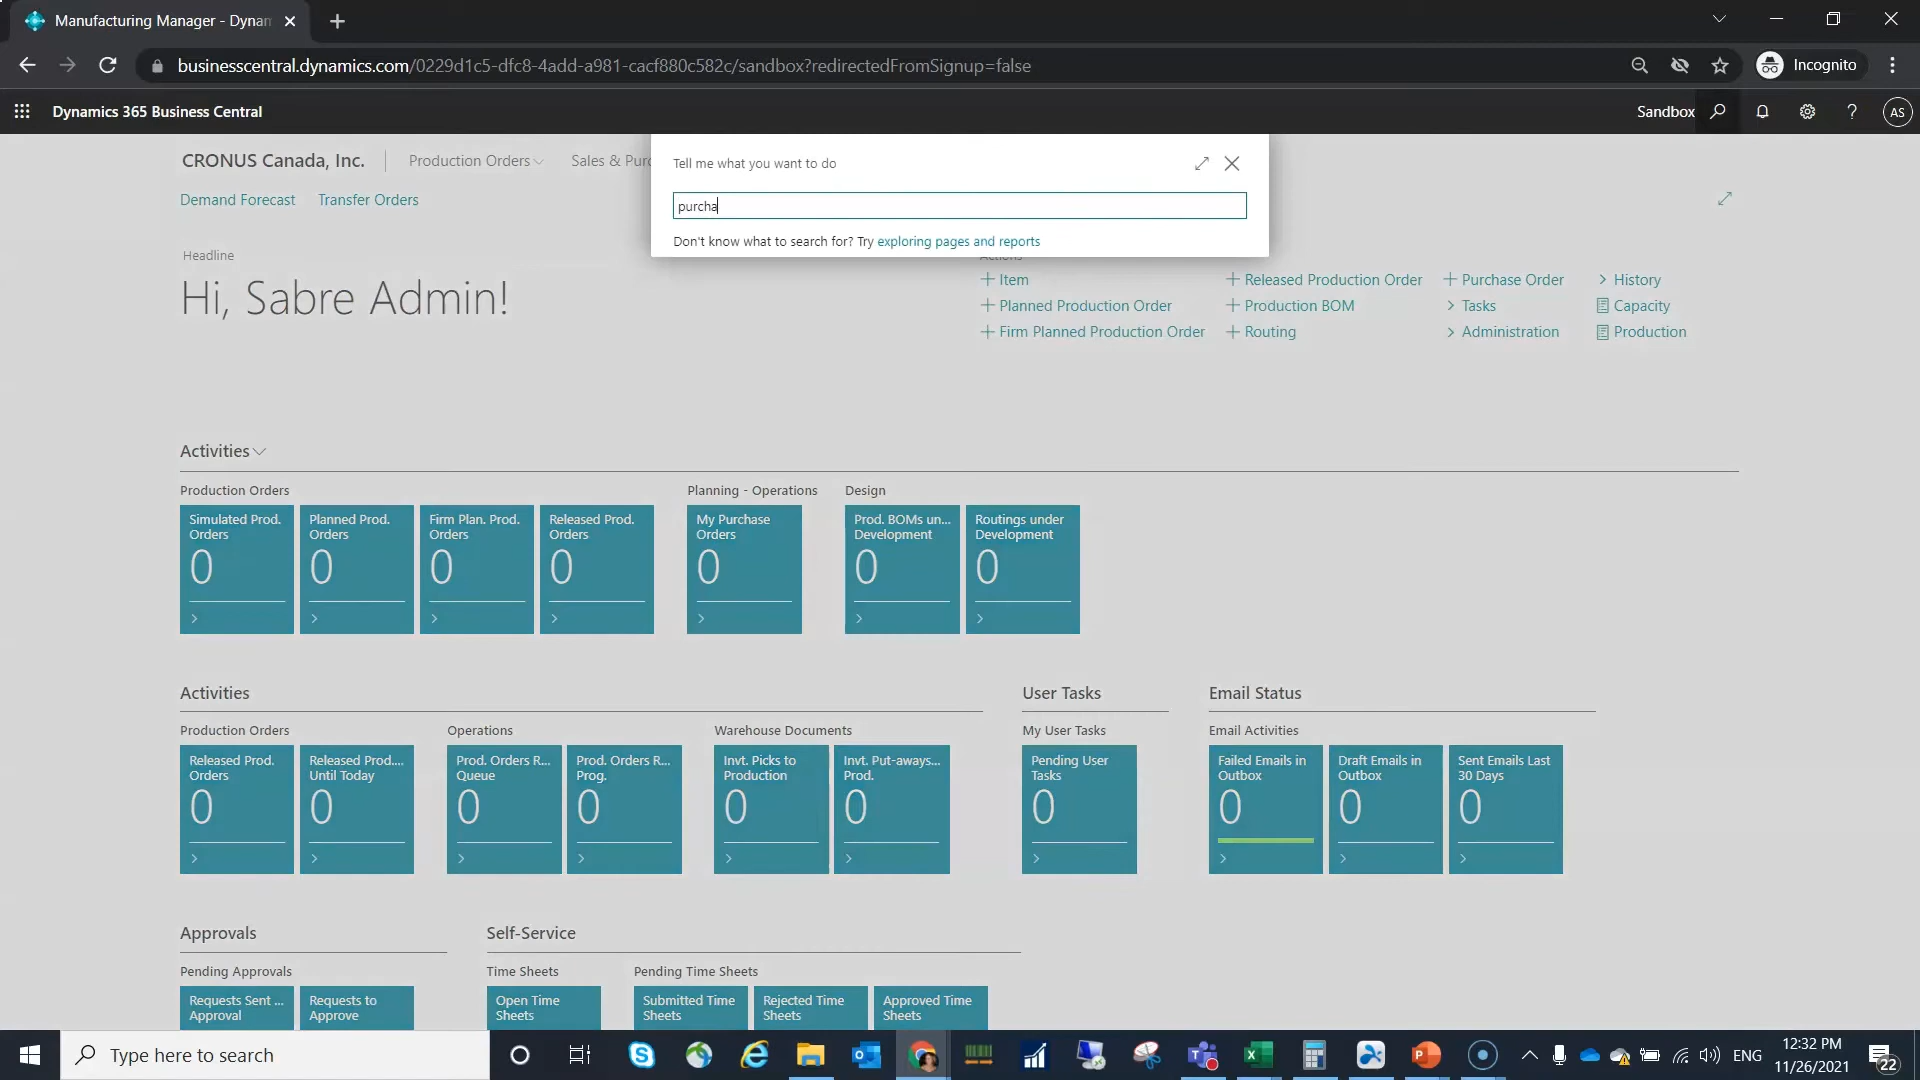 Manufacturing Manager - Dynam
businesscentral.dynamics.com/0229d1c5-dfc8-4add-a981-cacf880c582c/sandbox?redirectedFromSignup=false
Incognito
Dynamics 365 Business Central
Sandbox
?
AS
CRONUS Canada, Inc.
Production Orders
Sales & Purc
Tell me what you want to do
purcha
Don't know what to search for? Try exploring pages and reports
Demand Forecast
Transfer Orders
Headline
Hi, Sabre Admin!
Actions
Item
Released Production Order
Purchase Order
History
Planned Production Order
Production BOM
Tasks
Capacity
Firm Planned Production Order
Routing
Administration
Production
Activities
Production Orders
Planning - Operations
Design
Simulated Prod.
Orders
0
Planned Prod.
Orders
0
Firm Plan. Prod.
Orders
0
Released Prod.
Orders
0
My Purchase
Orders
0
Prod. BOMs un...
Development
0
Routings under
Development
0
Activities
User Tasks
Email Status
Production Orders
Operations
Warehouse Documents
My User Tasks
Email Activities
Released Prod.
Orders
0
Released Prod....
Until Today
0
Prod. Orders R...
Queue
0
Prod. Orders R...
Prog.
0
Invt. Picks to
Production
0
Invt. Put-aways...
Prod.
0
Pending User
Tasks
0
Failed Emails in
Outbox
0
Draft Emails in
Outbox
0
Sent Emails Last
30 Days
0
Approvals
Self-Service
Pending Approvals
Time Sheets
Pending Time Sheets
Requests Sent ...
Approval
Requests to
Approve
Open Time
Sheets
Submitted Time
Sheets
Rejected Time
Sheets
Approved Time
Sheets
Type here to search
ENG
12:32 PM
11/26/2021
22